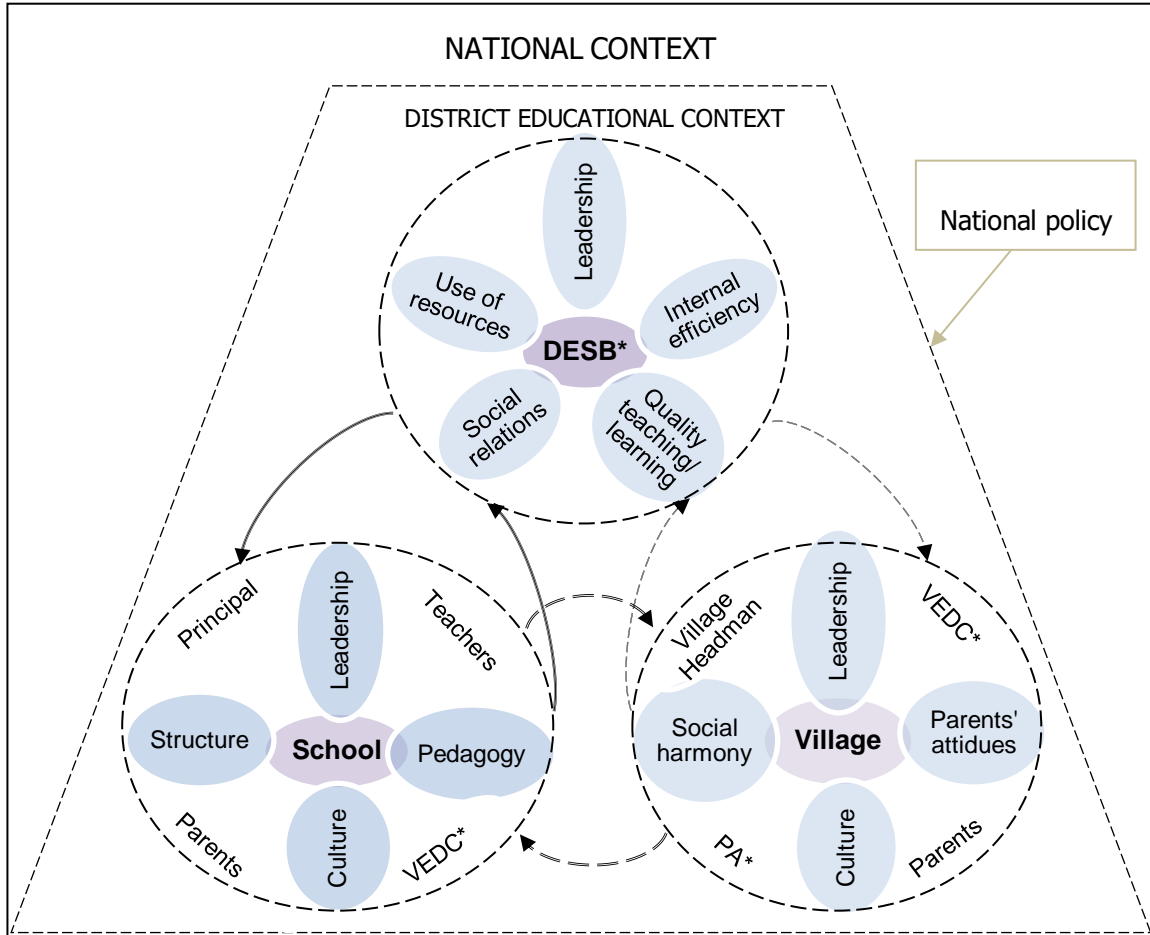 NATIONAL CONTEXT
DISTRICT EDUCATIONAL CONTEXT
National policy
Leadership
Use of
resources
Internal
efficiency
DESB*
Social
relations
Quality
teaching/
learning
Principal
Leadership
Teachers
Structure
School
Pedagogy
Parents
Culture
VEDC*
Village
Headman
Leadership
VEDC*
Social
harmony
Village
Parents'
attidues
PA*
Culture
Parents